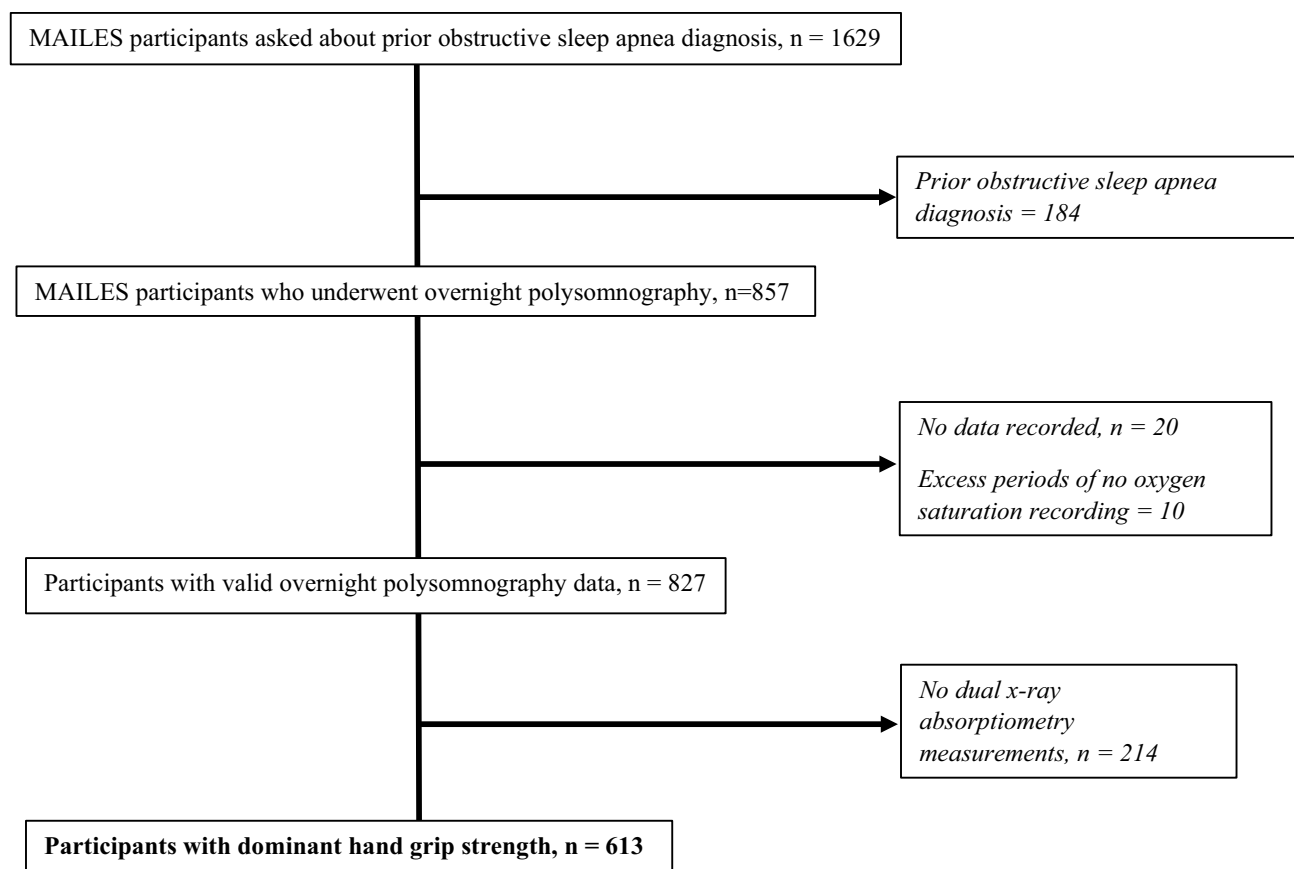 MAILES participants asked about prior obstructive sleep apnea diagnosis, n = 1629
Prior obstructive sleep apnea
diagnosis = 184
MAILES participants who underwent overnight polysomnography, n=857
No data recorded, n = 20
Excess periods of no oxygen
saturation recording = 10
Participants with valid overnight polysomnography data, n = 827
No dual x-ray
absorptiometry
measurements, n = 214
Participants with dominant hand grip strength, n = 613